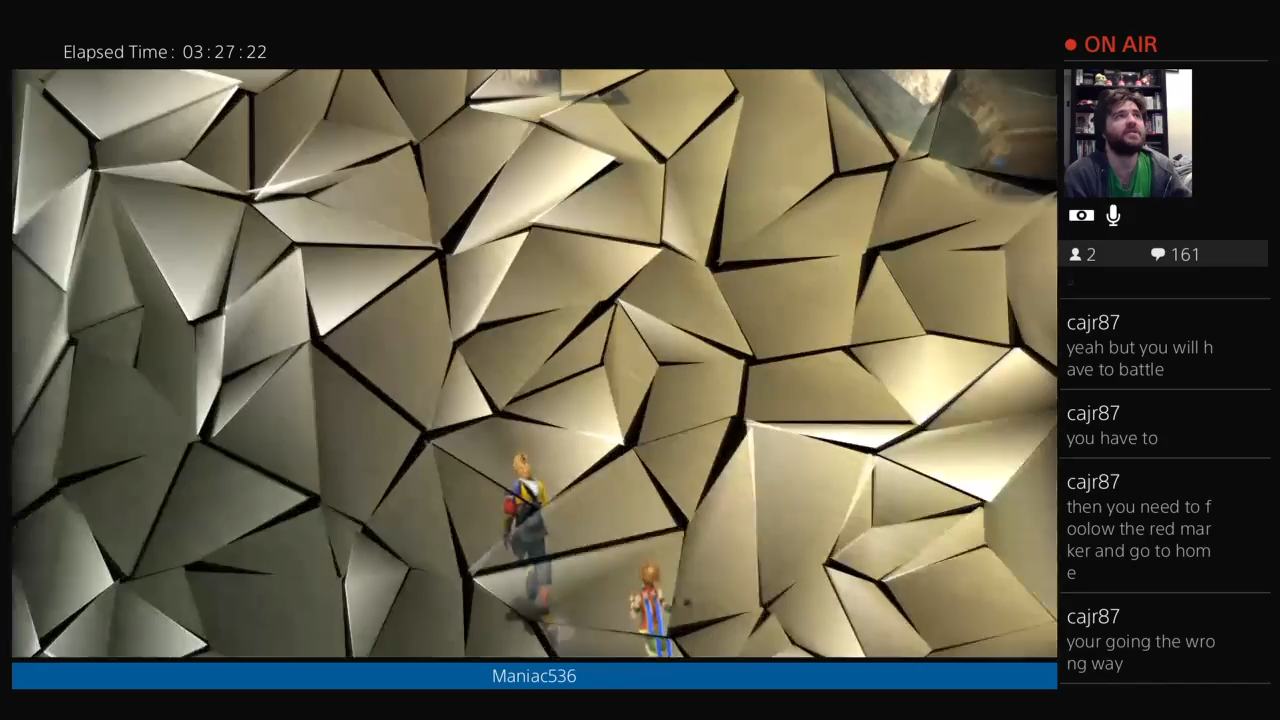 Elapsed Time: 03:27:22
ON AIR
2
161
cajr87
yeah but you will h
ave to battle
cajr87
you have to
cajr87
then you need to f
oolow the red mar
ker and go to hom
e
cajr87
your going the wro
ng way
Maniac536